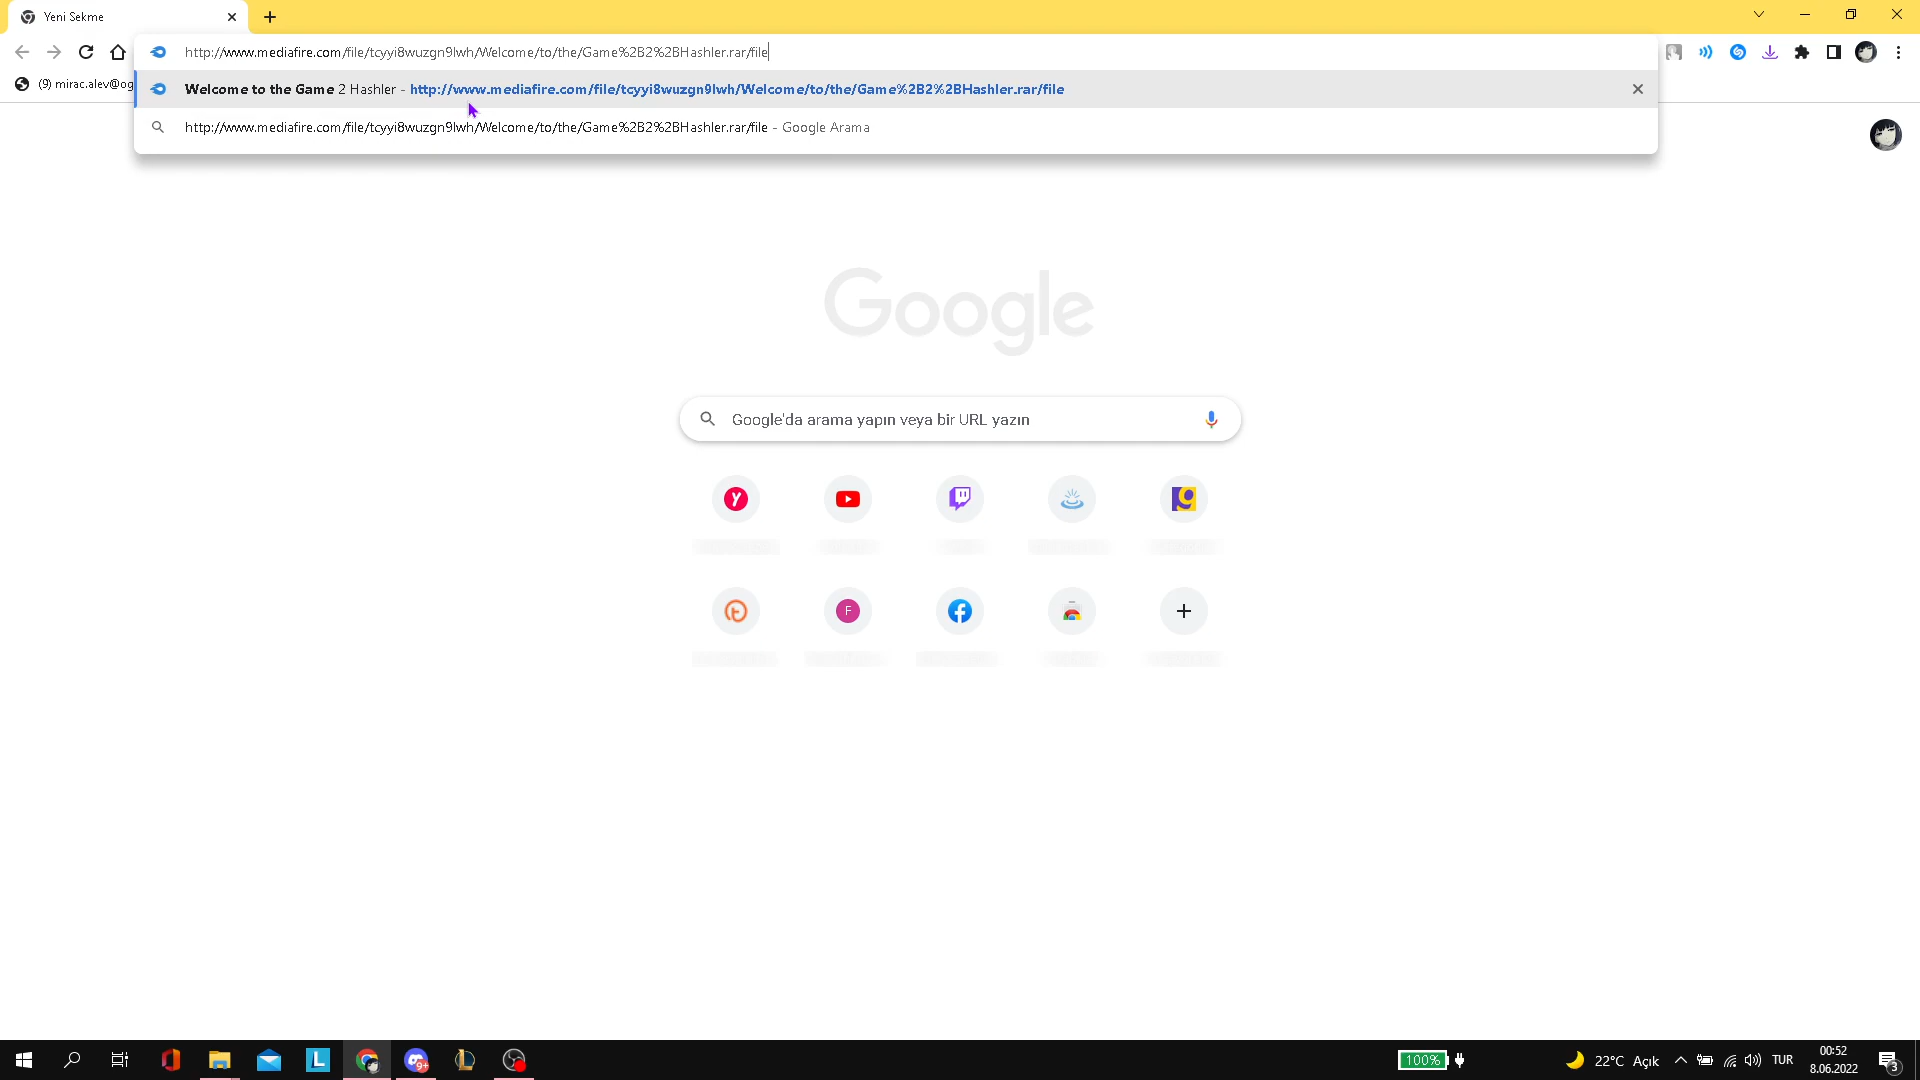 Yeni Sekme
http://www.mediafire.com/file/tcyyi8wuzgn9lwh/Welcome/to/the/Game%2B2%2BHashler.rar/file
(9) mirac.alev@og
Welcome to the Game 2 Hashler - http://www.mediafire.com/file/tcyyi8wuzgn9lwh/Welcome/to/the/Game%2B2%2BHashler.rar/file
http://www.mediafire.com/file/tcyyi8wuzgn9lwh/Welcome/to/the/Game%2B2%2BHashler.rar/file - Google Arama
Google
Google'da arama yapın veya bir URL yazın
F
L
9+
100%
22°C Açık
TUR
00:52
8.06.2022
3